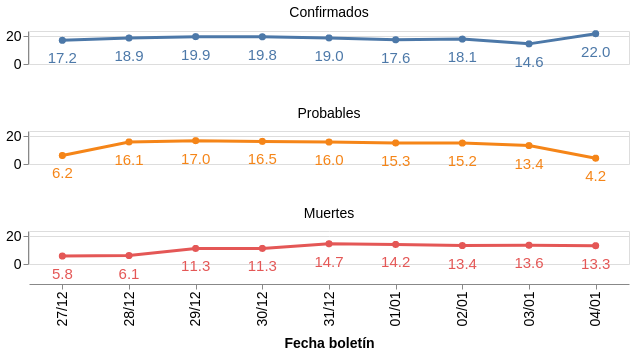 Confirmados
20
0
17.2 18.9 19.9 19.8 19.0 17.6 18.1 14.6 22.0
Probables
20
0
6.2 16.1 17.0 16.5 16.0 15.3 15.2 13.4 4.2
Muertes
20
0
5.8 6.1 11.3 11.3 14.7 14.2 13.4 13.6 13.3
27/12 28/12 29/12 30/12 31/12 01/01 02/01 03/01 04/01
Fecha boletín